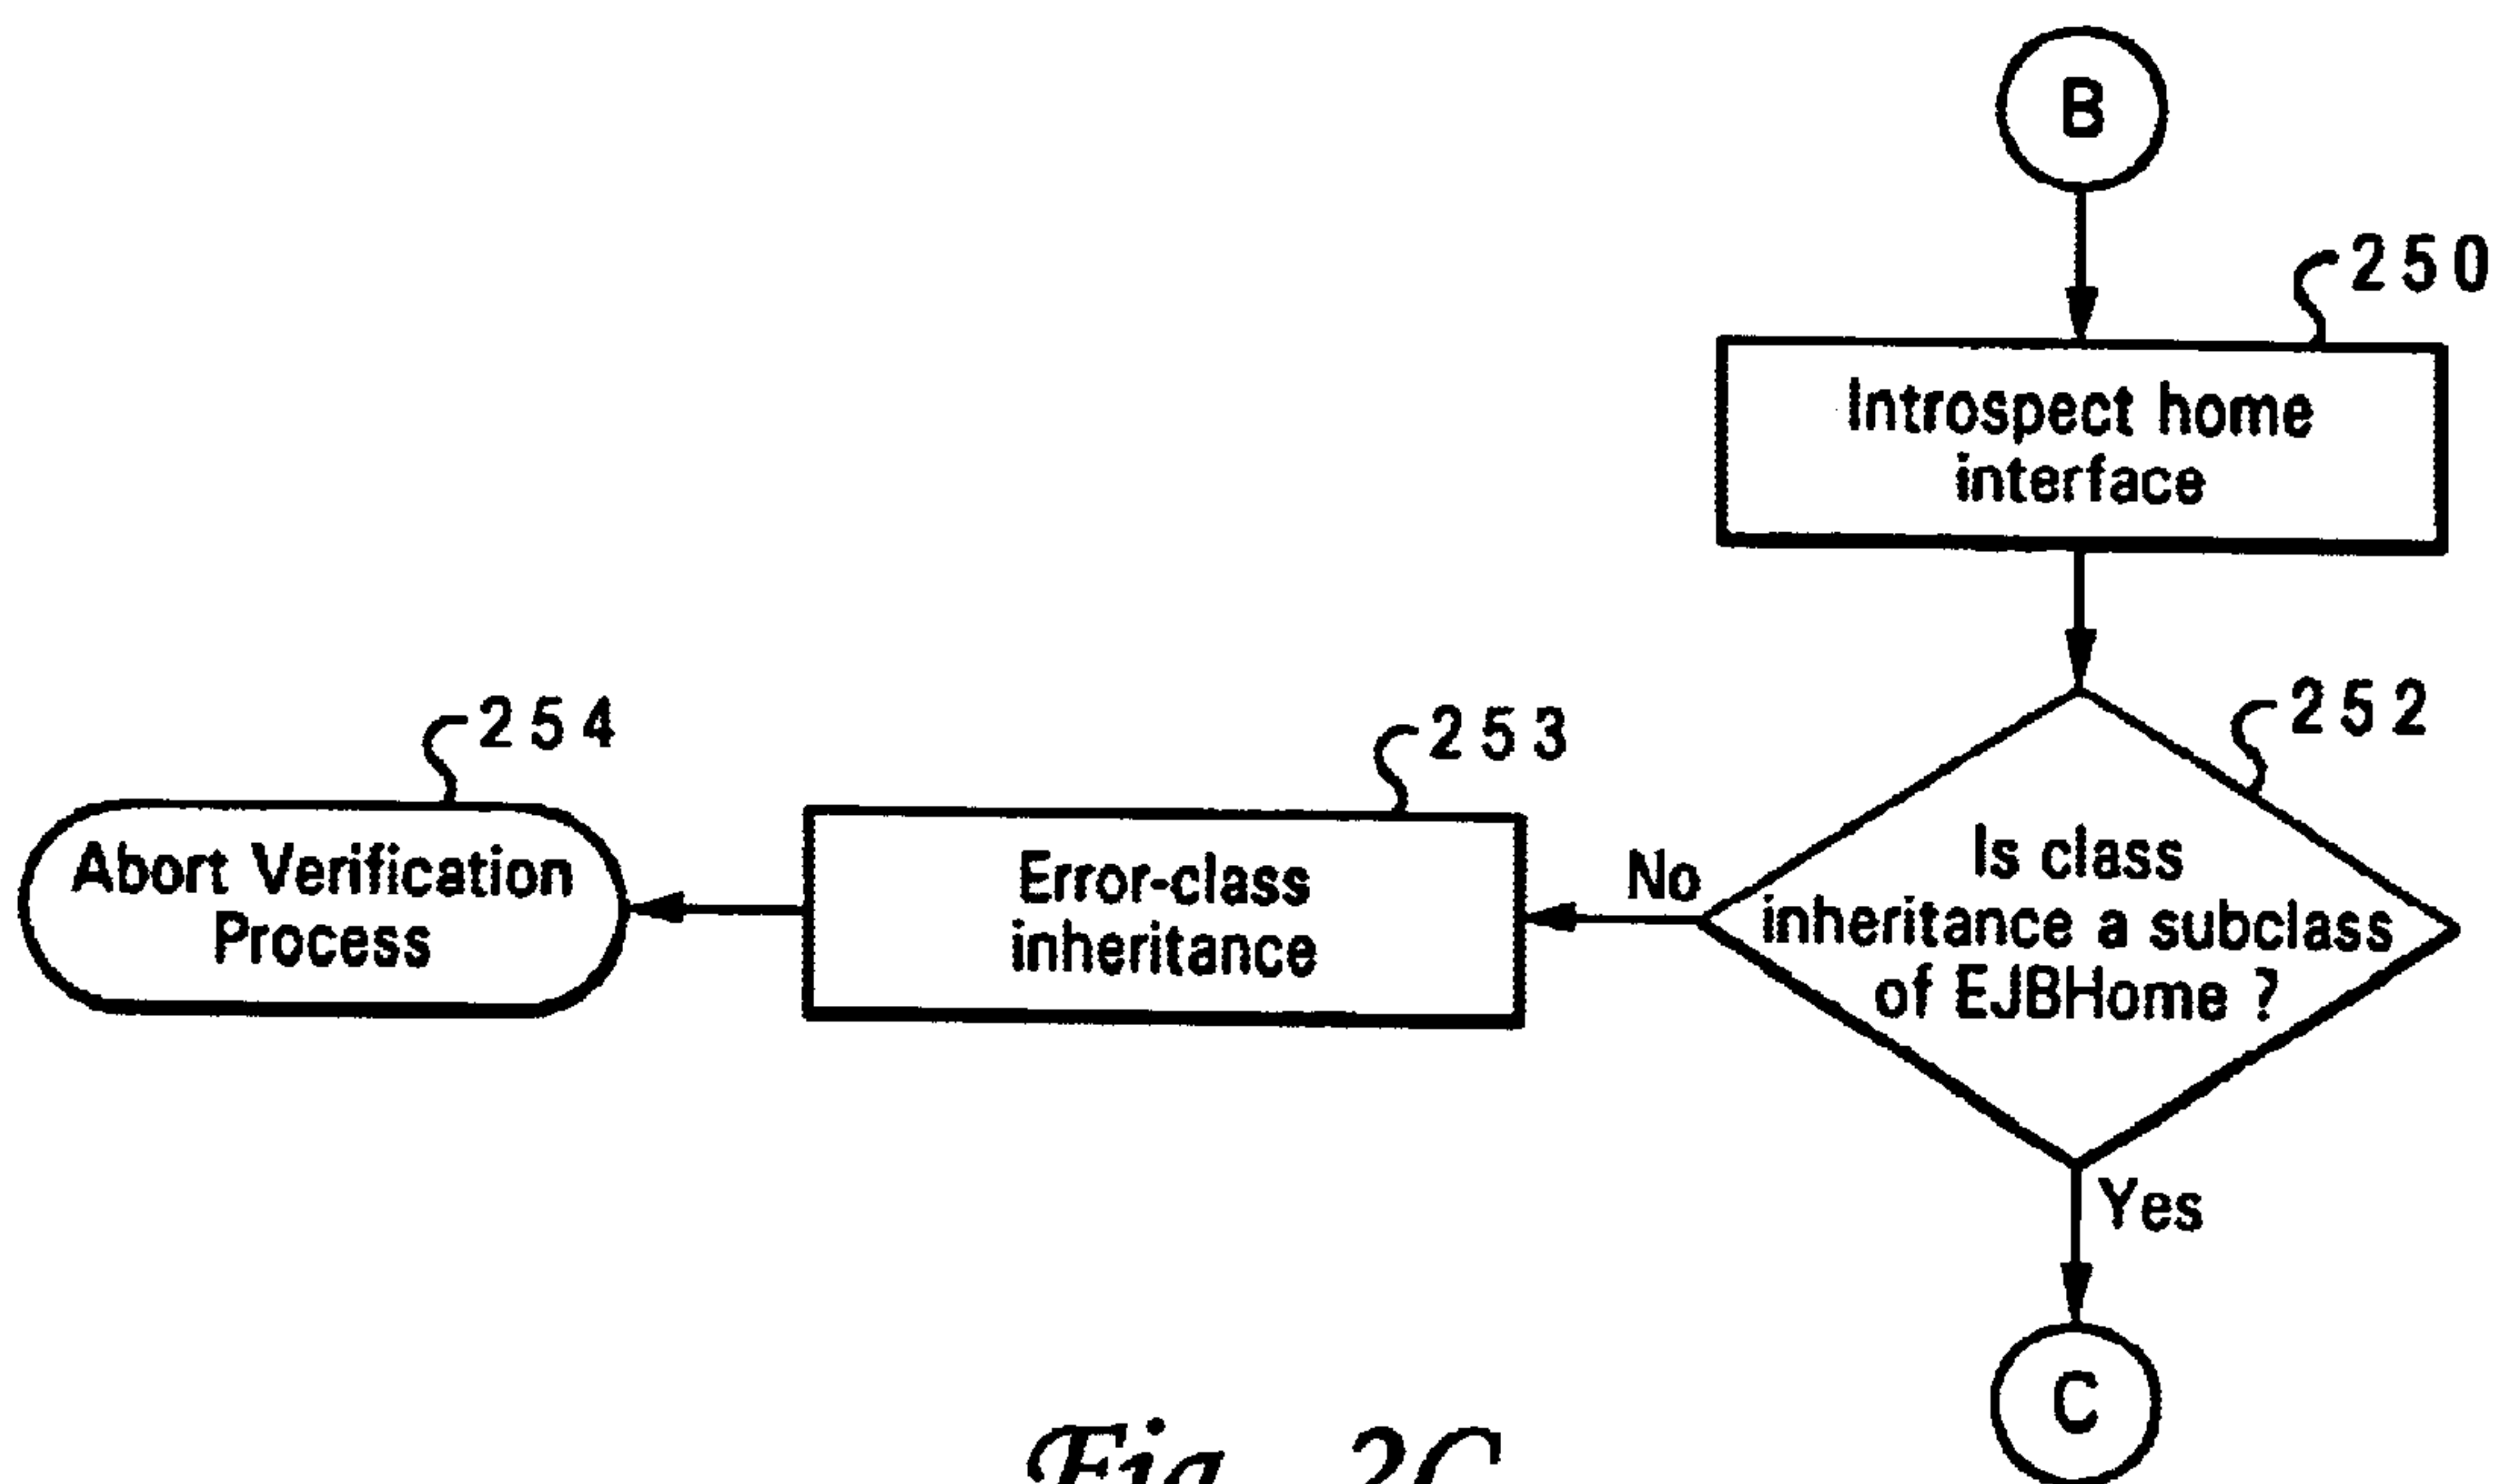 B
250
Introspect home
interface
252
Is class
inheritance a subclass
of EJBHome ?
No
253
Error-class
inheritance
254
Abort Verification
Process
Yes
C
Fig. 2C